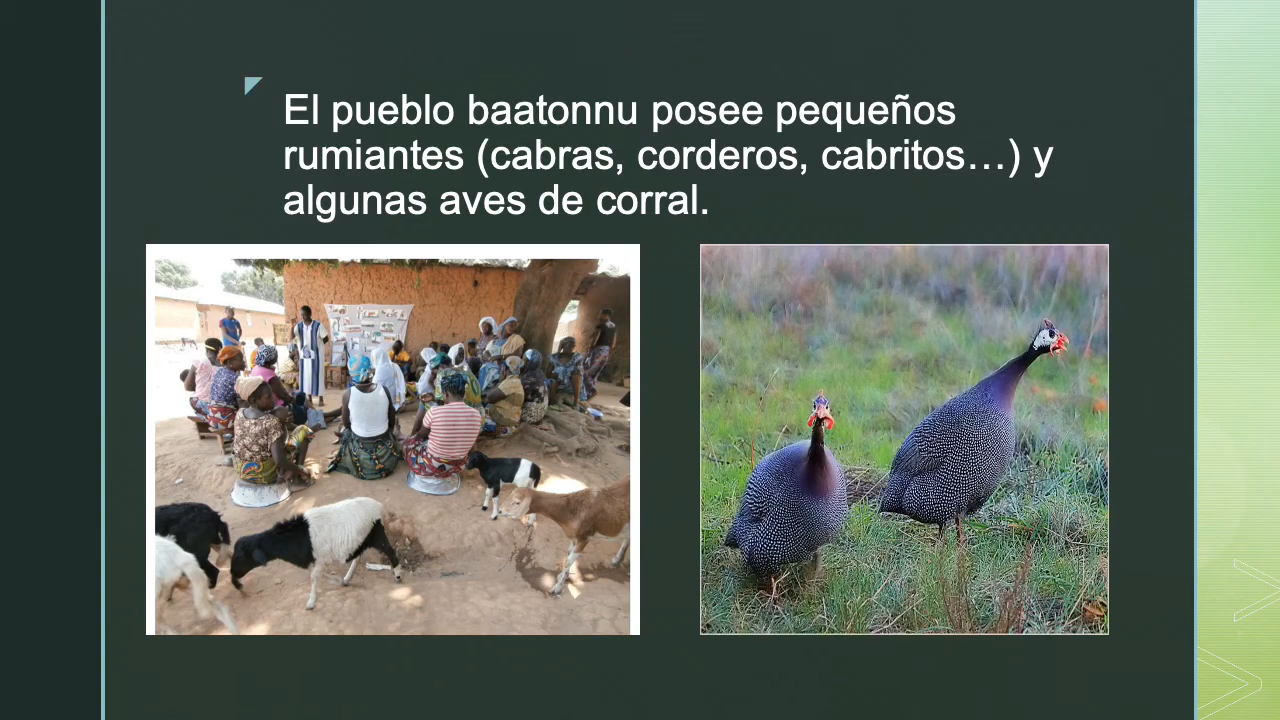 El pueblo baatonnu posee pequeños
rumiantes (cabras, corderos, cabritos…) y
algunas aves de corral.